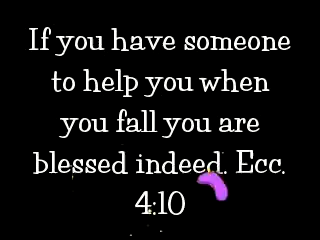 If you have someone
to help you when
you fall you are
blessed indeed. Ecc.
4:10